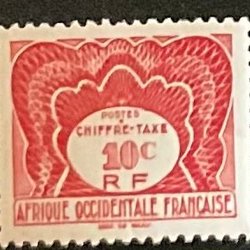 POSTES
CHIFFRE-TAXE
10c
RF
AFRIQUE OCCIDENTALE FRANÇAISE